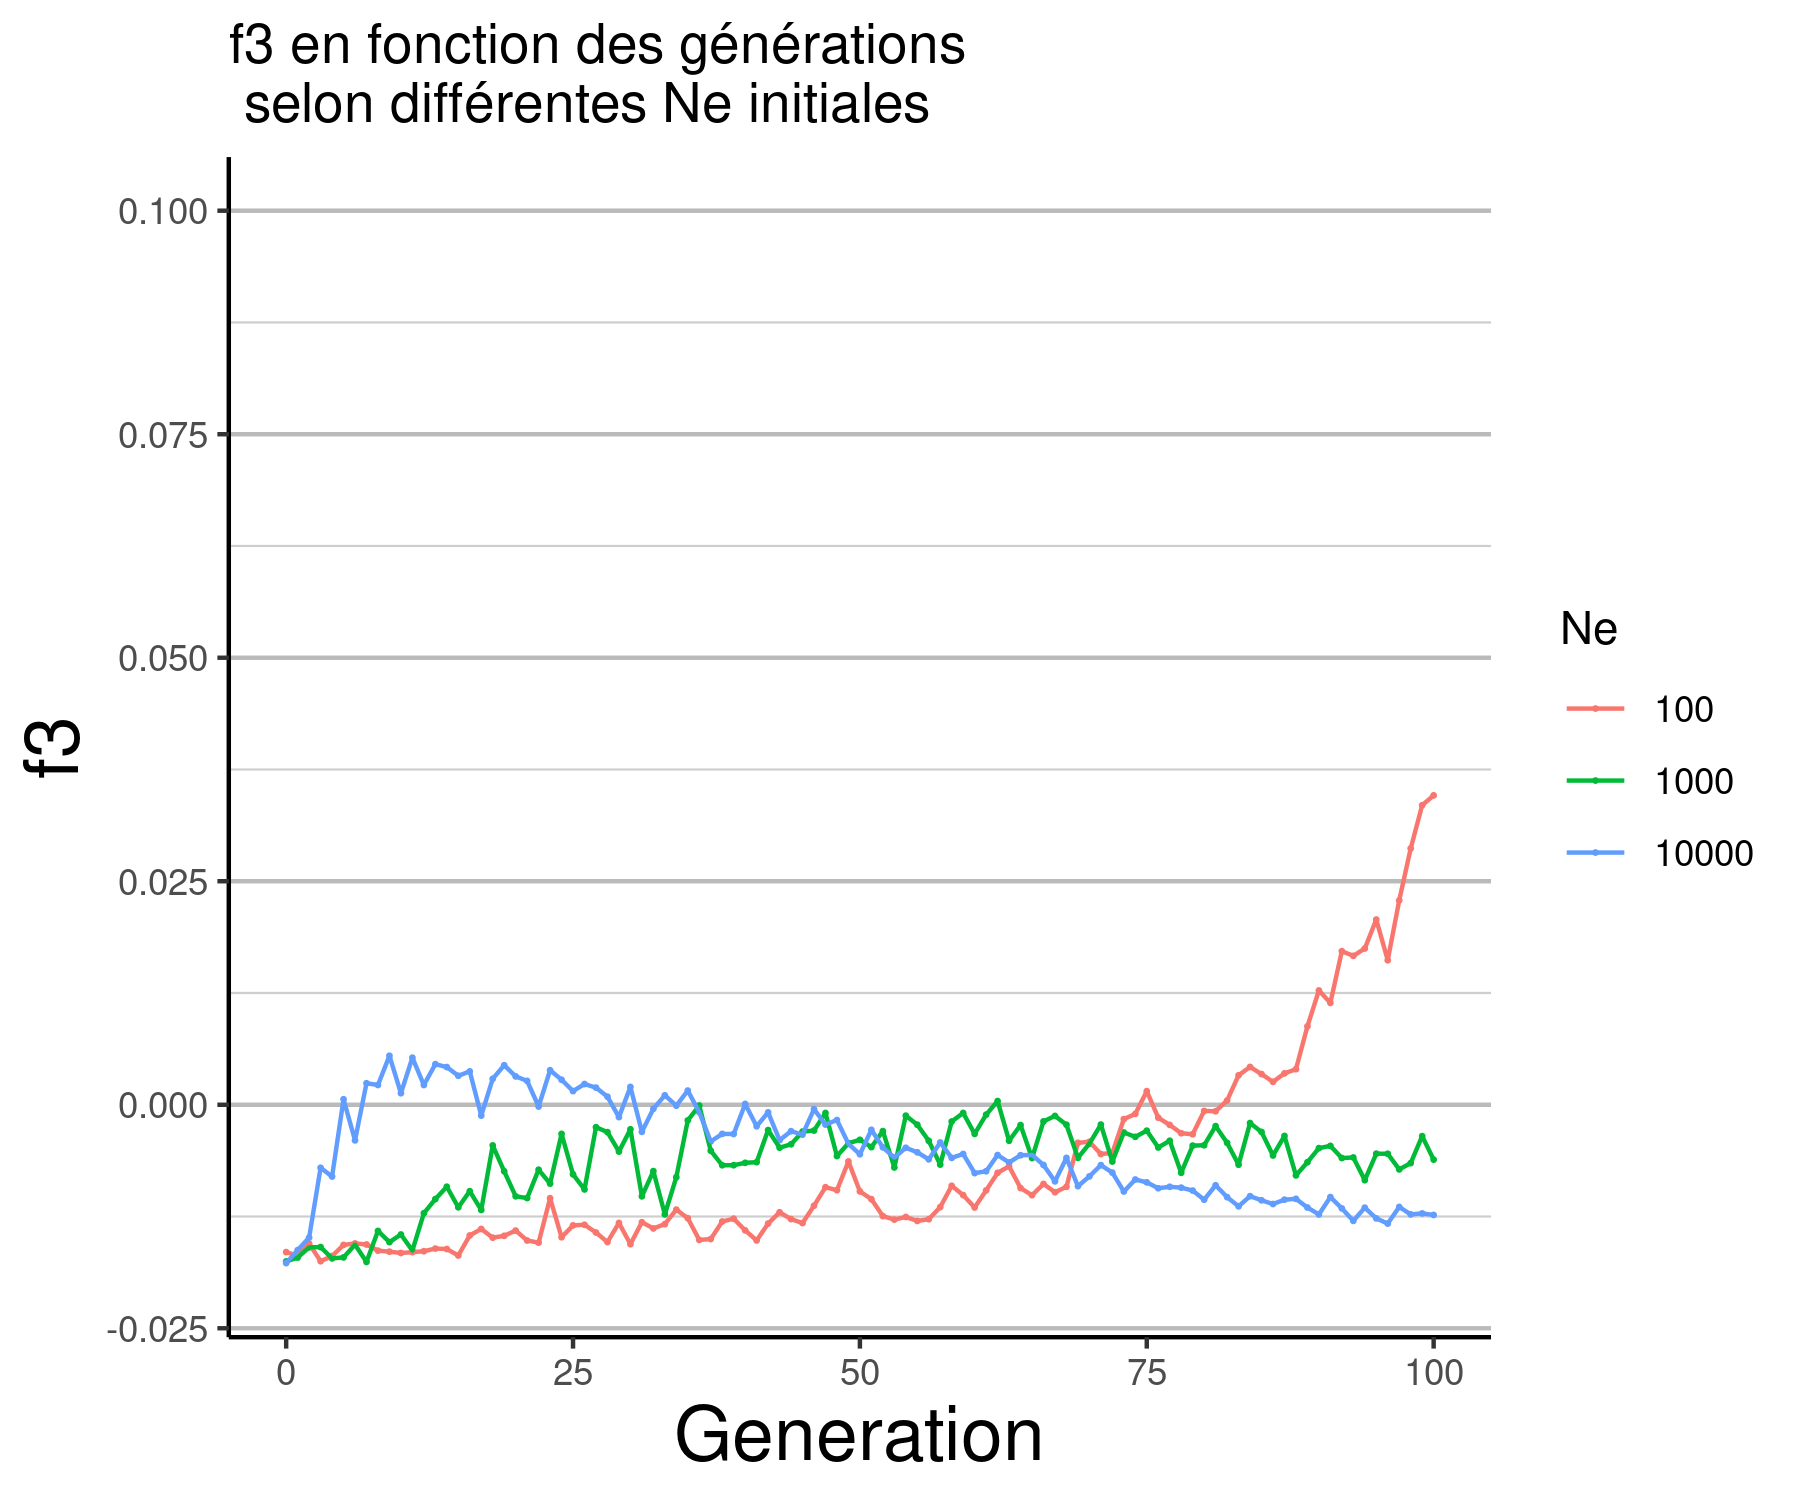 f3 en fonction des générations
selon différentes Ne initiales
0.100
0.075
0.050
0.025
0.000
-0.025
f3
0 25 50 75 100
Generation
Ne
100
1000
10000